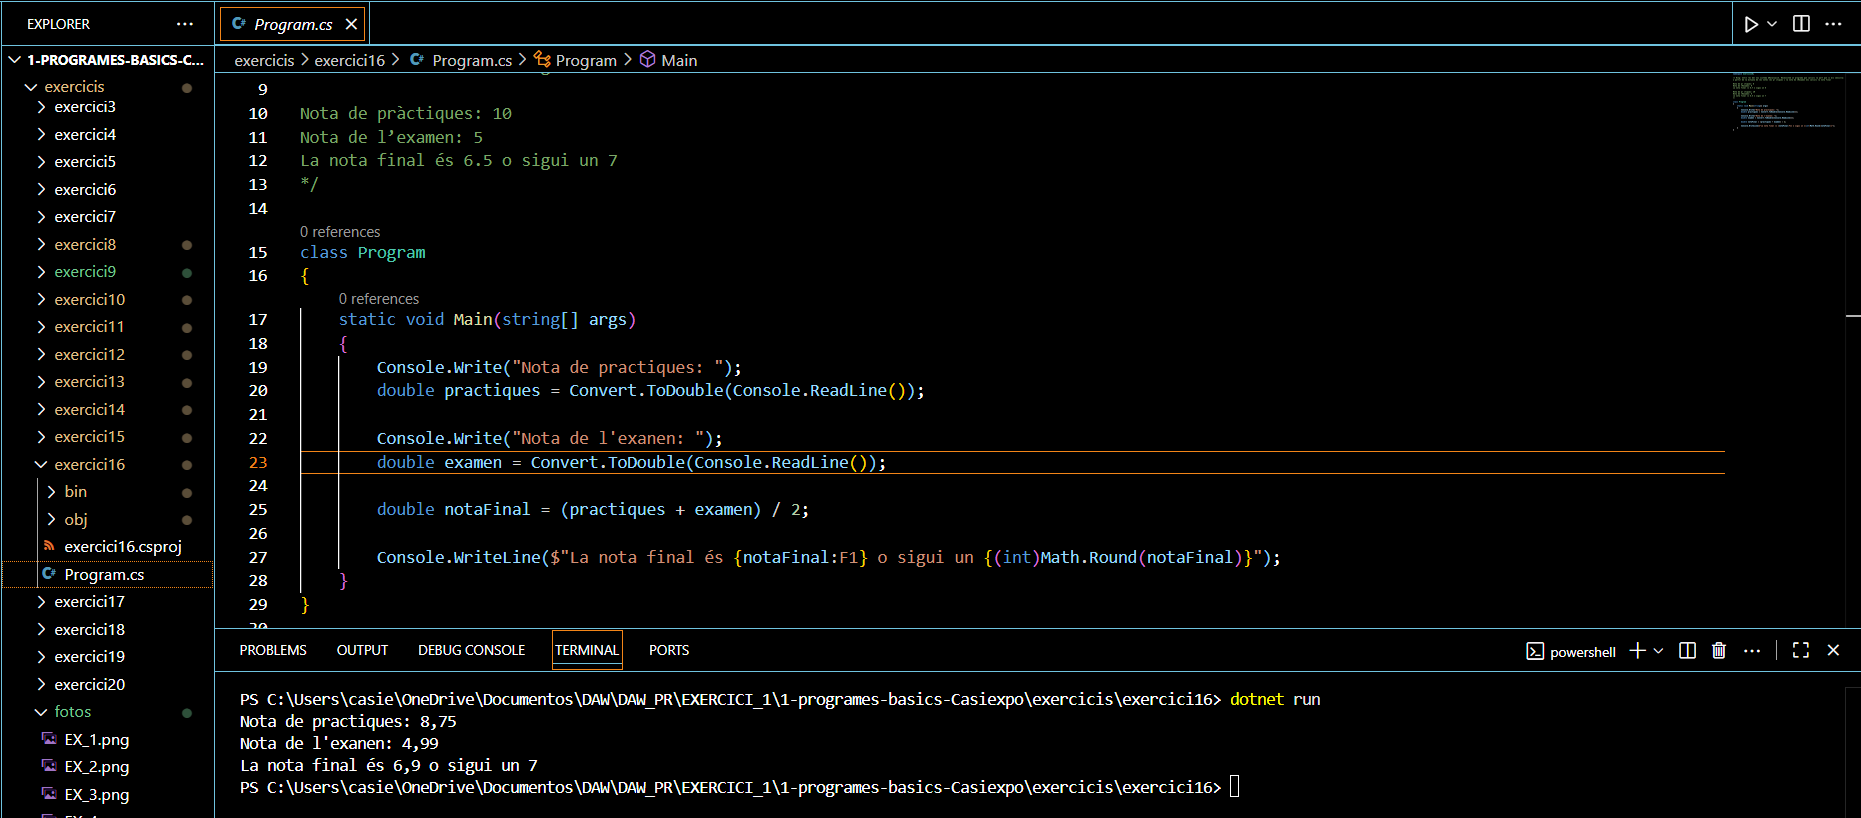 EXPLORER
Program.cs
1-PROGRAMES-BASICS-C...
exercicis
exercici3
exercici4
exercici5
exercici6
exercici7
exercici8
exercici9
exercici10
exercici11
exercici12
exercici13
exercici14
exercici15
exercici16
bin
obj
exercici16.csproj
Program.cs
exercici17
exercici18
exercici19
exercici20
fotos
EX_1.png
EX_2.png
EX_3.png
exercicis > exercici16 > Program.cs > Program > Main
9
10 Nota de pràctiques: 10
11 Nota de l’examen: 5
12 La nota final és 6.5 o sigui un 7
13 */
14
0 references
15 class Program
16 {
0 references
17 static void Main(string[] args)
18 {
19 Console.Write("Nota de practiques: ");
20 double practiques = Convert.ToDouble(Console.ReadLine());
21
22 Console.Write("Nota de l'exanen: ");
23 double examen = Convert.ToDouble(Console.ReadLine());
24
25 double notaFinal = (practiques + examen) / 2;
26
27 Console.WriteLine($"La nota final és {notaFinal:F1} o sigui un {(int)Math.Round(notaFinal)}");
28 }
29 }
PROBLEMS OUTPUT DEBUG CONSOLE TERMINAL PORTS
powershell
PS C:\Users\casie\OneDrive\Documentos\DAW\DAW_PR\EXERCICI_1\1-programes-basics-Casiexpo\exercicis\exercici16> dotnet run
Nota de practiques: 8,75
Nota de l'exanen: 4,99
La nota final és 6,9 o sigui un 7
PS C:\Users\casie\OneDrive\Documentos\DAW\DAW_PR\EXERCICI_1\1-programes-basics-Casiexpo\exercicis\exercici16>